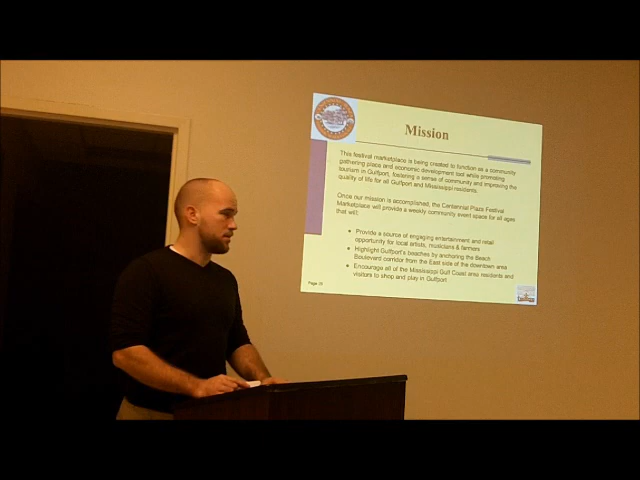 Mission
This festival marketplace is being created to function as a community
gathering place and economic development tool while promoting
tourism in Gulfport, fostering a sense of community and improving the
quality of life for all Gulfport and Mississippi residents.
Once our mission is accomplished, the Centennial Plaza Festival
Marketplace will provide a weekly community event space for all ages
that will:
Provide a source of engaging entertainment and retail
opportunity for local artists, musicians & farmers
Highlight Gulfport's beaches by anchoring the Beach
Boulevard corridor from the East side of the downtown area
Encourage all of the Mississippi Gulf Coast area residents and
visitors to shop and play in Gulfport
Page